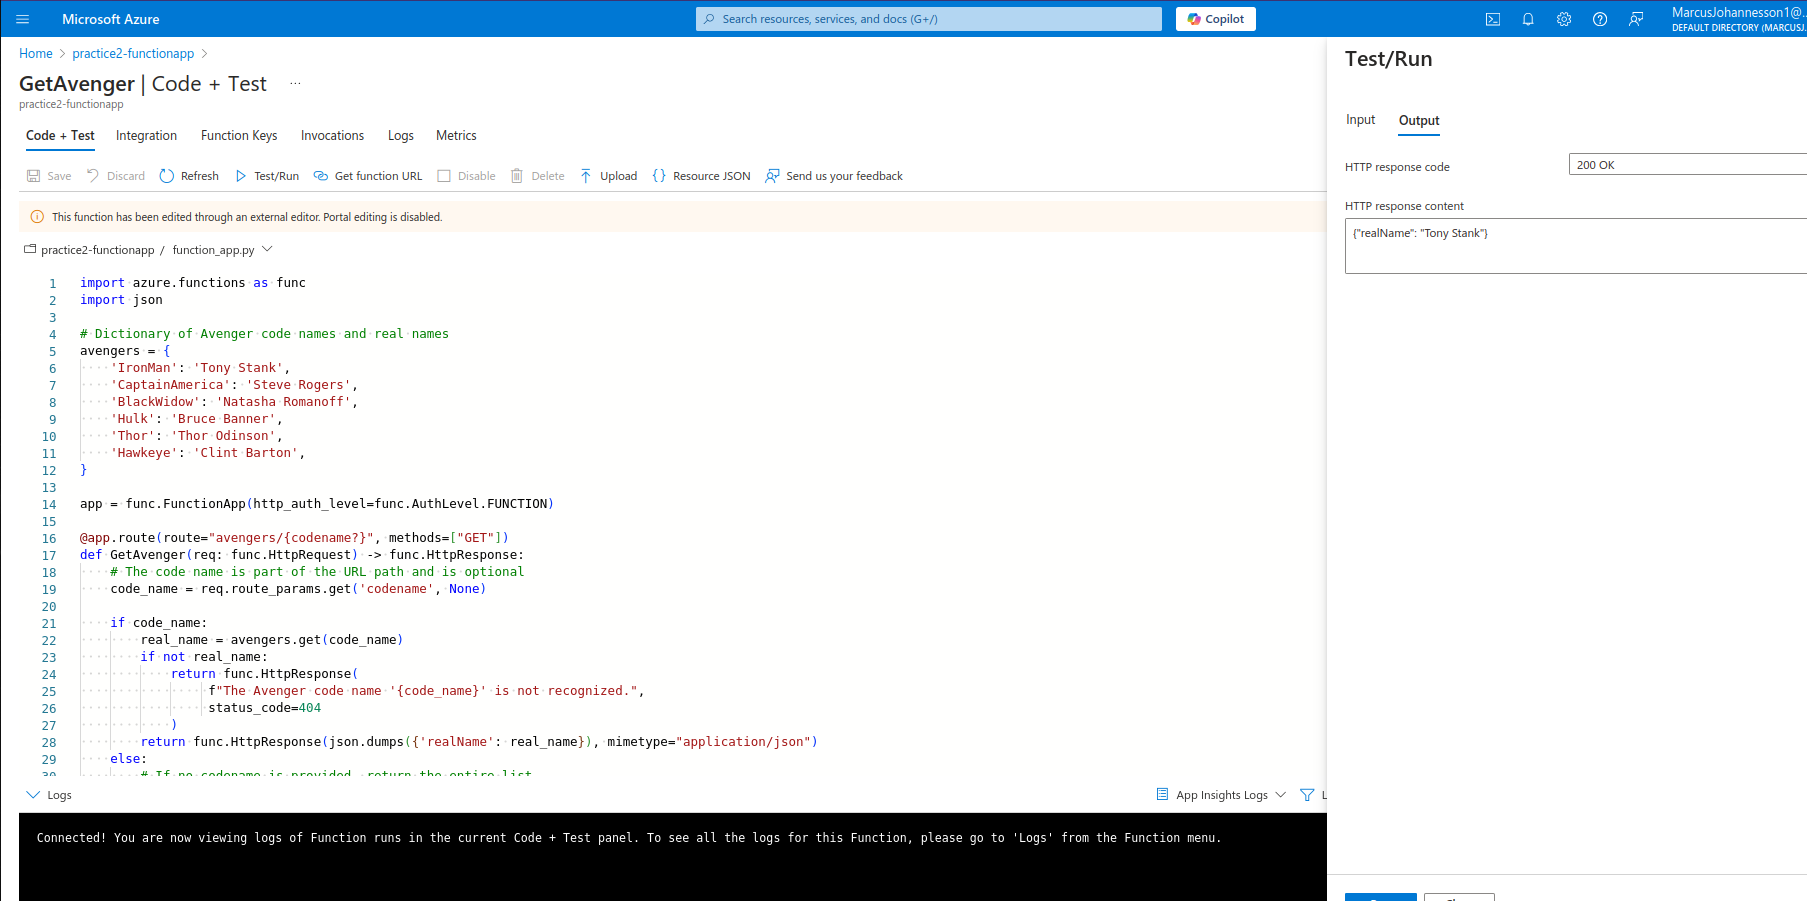 Microsoft Azure
Search resources, services, and docs (G+/)
Copilot
MarcusJohannesson1@...
DEFAULT DIRECTORY (MARCUSJ...
Home > practice2-functionapp >
GetAvenger | Code + Test ...
practice2-functionapp
Code + Test Integration Function Keys Invocations Logs Metrics
Save Discard Refresh Test/Run Get function URL Disable Delete Upload Resource JSON Send us your feedback
This function has been edited through an external editor. Portal editing is disabled.
practice2-functionapp / function_app.py
1 import azure.functions as func
2 import json
3
4 # Dictionary of Avenger code names and real names
5 avengers = {
6 'IronMan': 'Tony Stank',
7 'CaptainAmerica': 'Steve Rogers',
8 'BlackWidow': 'Natasha Romanoff',
9 'Hulk': 'Bruce Banner',
10 'Thor': 'Thor Odinson',
11 'Hawkeye': 'Clint Barton',
12 }
13
14 app = func.FunctionApp(http_auth_level=func.AuthLevel.FUNCTION)
15
16 @app.route(route="avengers/{codename?}", methods=["GET"])
17 def GetAvenger(req: func.HttpRequest) -> func.HttpResponse:
18 # The code name is part of the URL path and is optional
19 code_name = req.route_params.get('codename', None)
20
21 if code_name:
22 real_name = avengers.get(code_name)
23 if not real_name:
24 return func.HttpResponse(
25 f"The Avenger code name '{code_name}' is not recognized.",
26 status_code=404
27 )
28 return func.HttpResponse(json.dumps({'realName': real_name}), mimetype="application/json")
29 else:
30 # If no codename is provided, return the entire list
Logs
App Insights Logs
L
Connected! You are now viewing logs of Function runs in the current Code + Test panel. To see all the logs for this Function, please go to 'Logs' from the Function menu.
Test/Run
Input Output
HTTP response code
200 OK
HTTP response content
{"realName": "Tony Stank"}